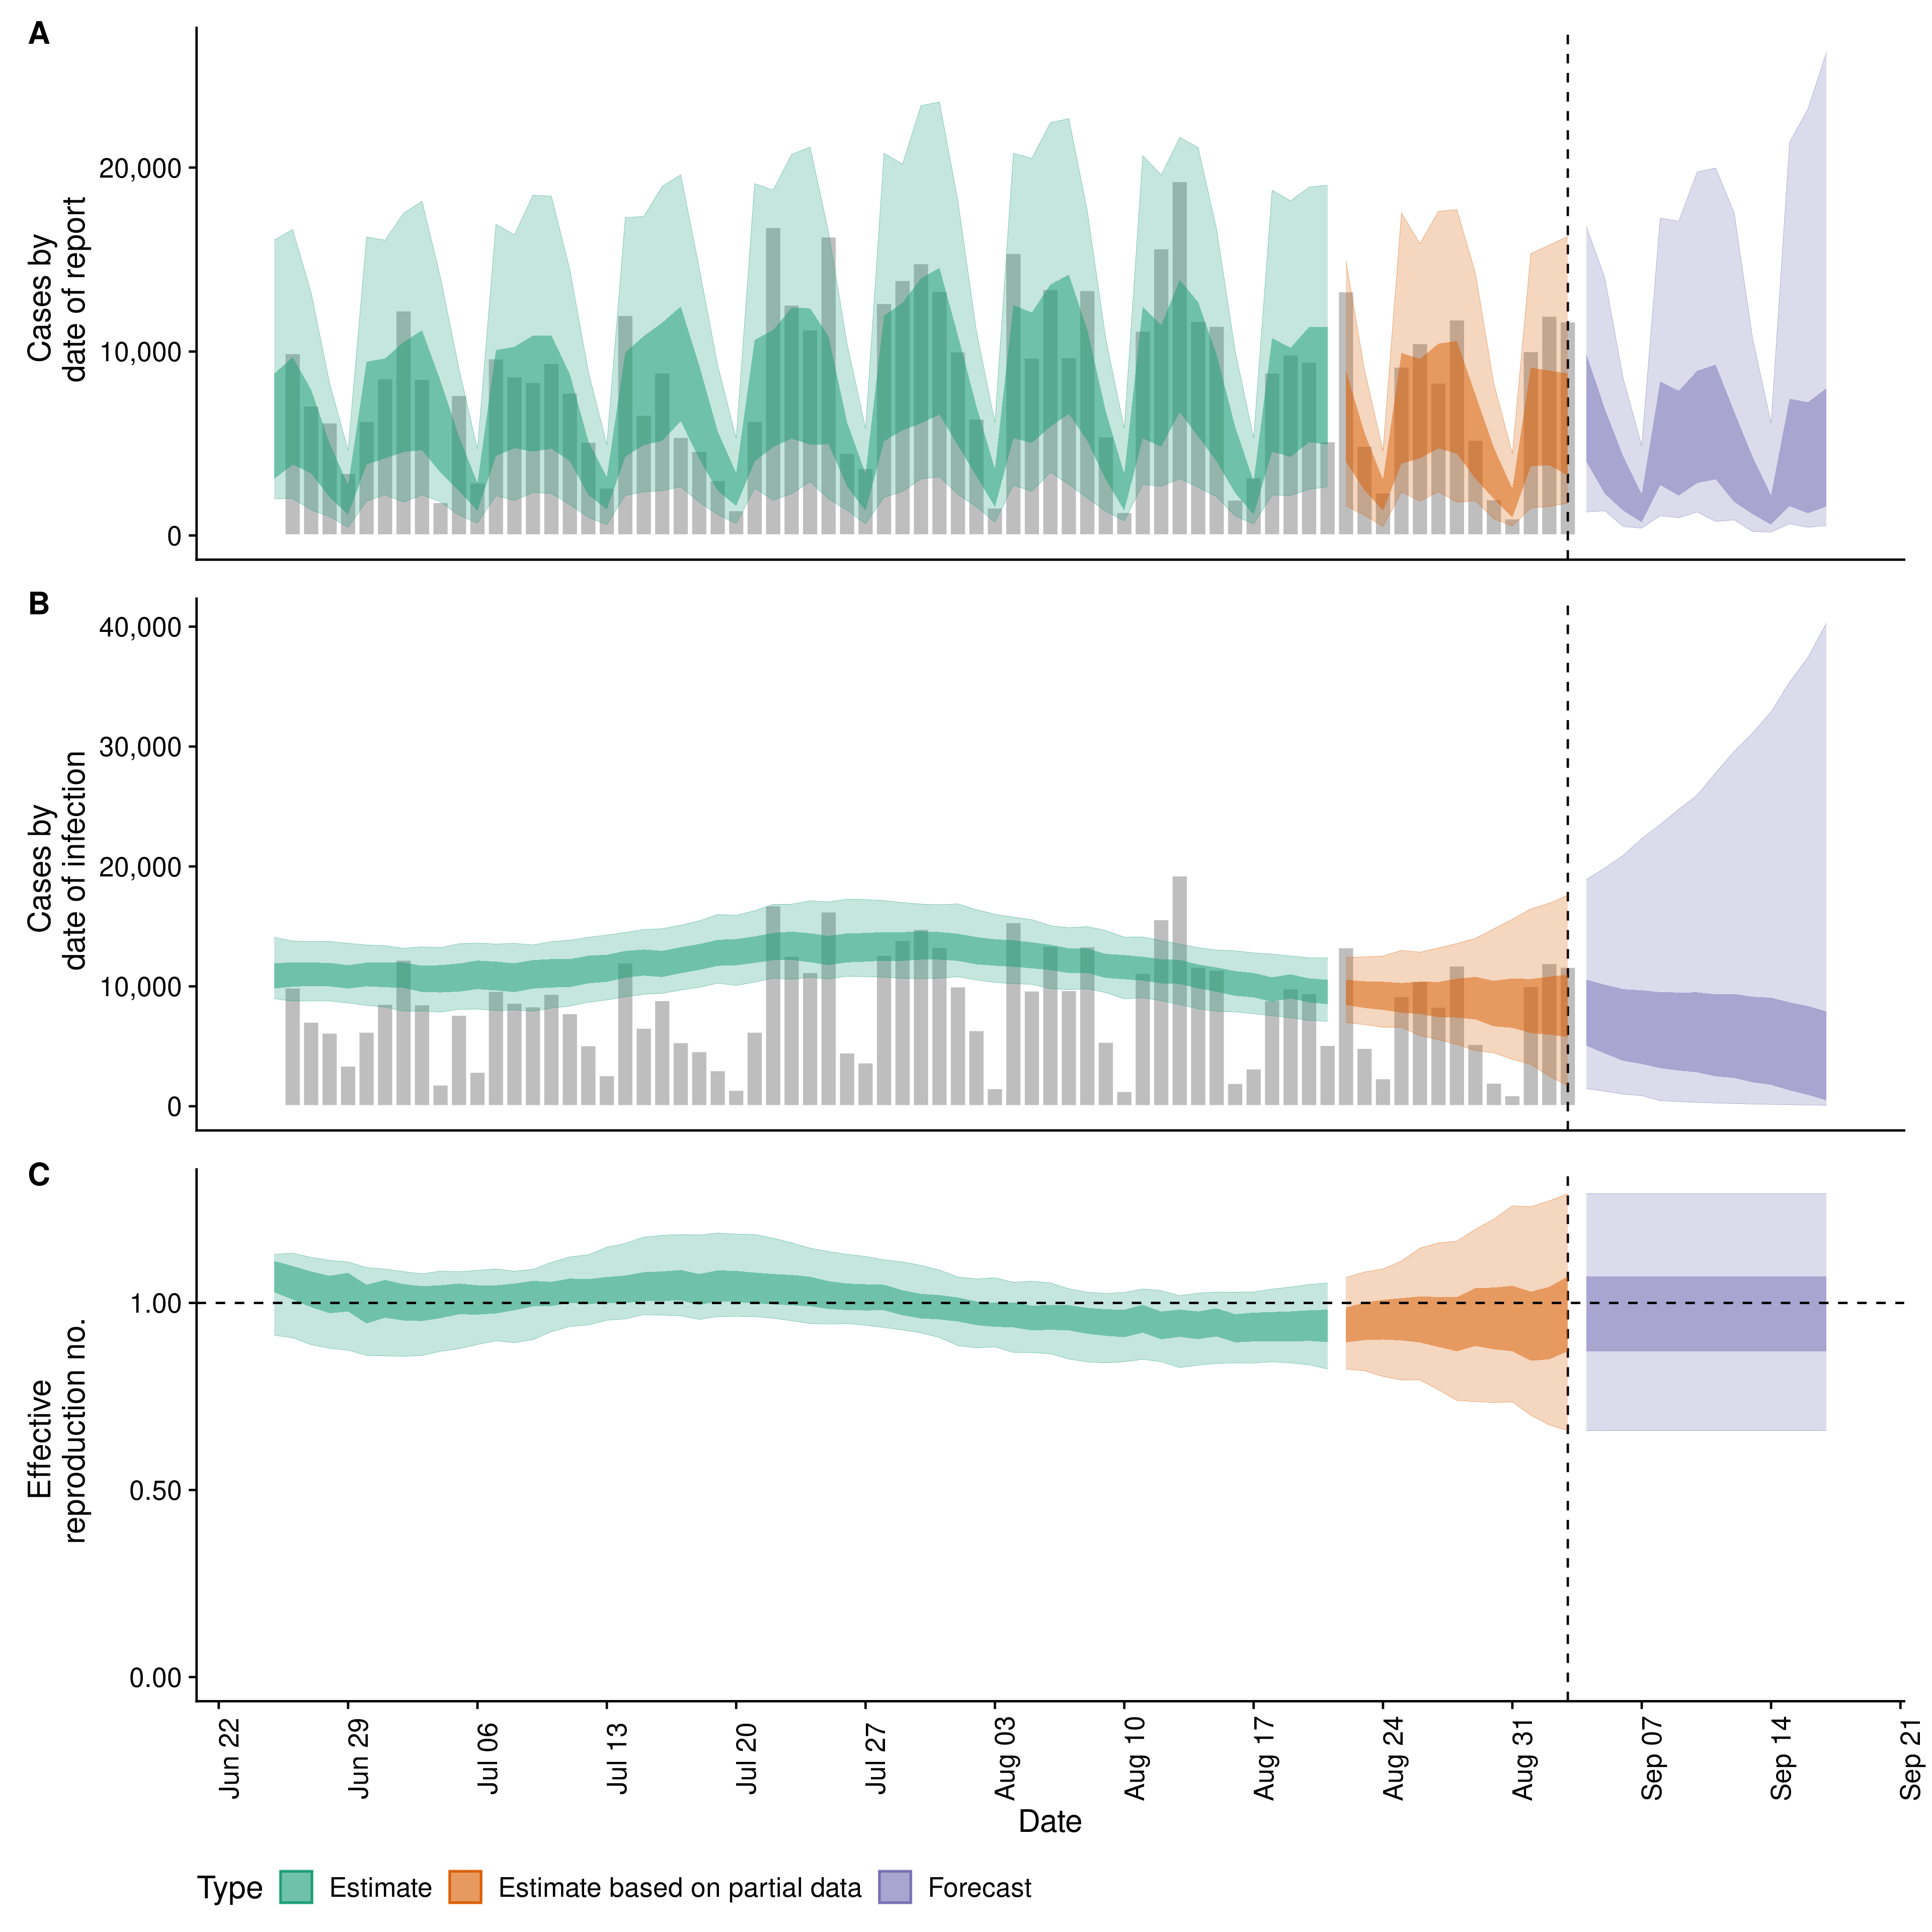 A
Cases by
date of report
20,000
10,000
0
B
Cases by
date of infection
40,000
30,000
20,000
10,000
0
C
Effective
reproduction no.
1.00
0.50
0.00
Jun 22
Jun 29
Jul 06
Jul 13
Jul 20
Jul 27
Aug 03
Aug 10
Aug 17
Aug 24
Aug 31
Sep 07
Sep 14
Sep 21
Date
Type Estimate Estimate based on partial data Forecast